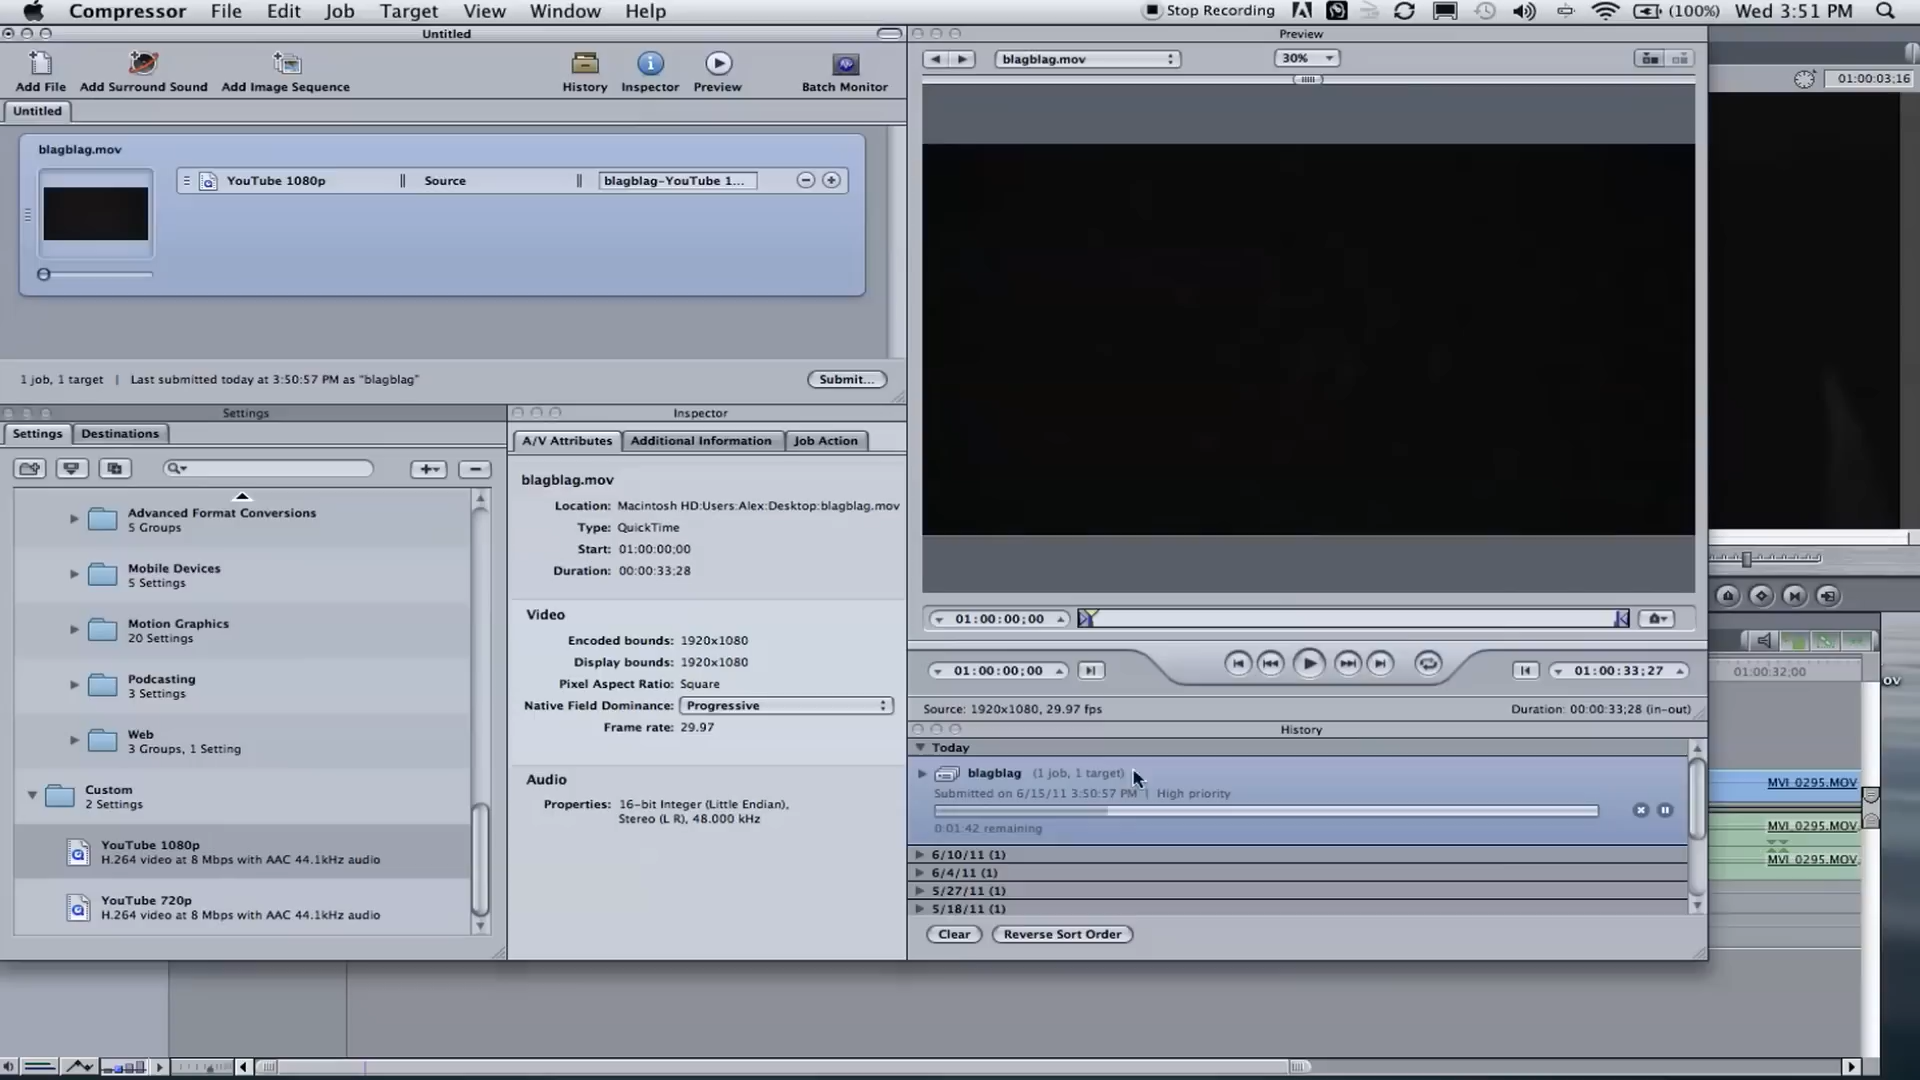 Compressor File Edit Job Target View Window Help Stop Recording (100%) Wed 3:51 PM
Untitled
Add File Add Surround Sound Add Image Sequence History Inspector Preview Batch Monitor
Untitled
blagblag.mov
YouTube 1080p Source blagblag-YouTube 1...
1 job, 1 target | Last submitted today at 3:50:57 PM as "blagblag"
Submit...
Settings
Settings Destinations
Advanced Format Conversions
5 Groups
Mobile Devices
5 Settings
Motion Graphics
20 Settings
Podcasting
3 Settings
Web
3 Groups, 1 Setting
Custom
2 Settings
YouTube 1080p
H.264 video at 8 Mbps with AAC 44.1kHz audio
YouTube 720p
H.264 video at 8 Mbps with AAC 44.1kHz audio
Inspector
A/V Attributes Additional Information Job Action
blagblag.mov
Location: Macintosh HD:Users:Alex:Desktop:blagblag.mov
Type: QuickTime
Start: 01:00:00;00
Duration: 00:00:33;28
Video
Encoded bounds: 1920x1080
Display bounds: 1920x1080
Pixel Aspect Ratio: Square
Native Field Dominance: Progressive
Frame rate: 29.97
Audio
Properties: 16-bit Integer (Little Endian),
Stereo (L R), 48.000 kHz
Preview
blagblag.mov 30%
01:00:00;00
01:00:00;00 01:00:33;27
Source: 1920x1080, 29.97 fps Duration: 00:00:33;28 (in-out)
History
Today
blagblag (1 job, 1 target)
Submitted on 6/15/11 3:50:57 PM | High priority
0:01:42 remaining
6/10/11 (1)
6/4/11 (1)
5/27/11 (1)
5/18/11 (1)
Clear Reverse Sort Order
01:00:03;16
01:00:32;00
ov
MVI_0295.MOV
MVI_0295.MOV
MVI_0295.MOV